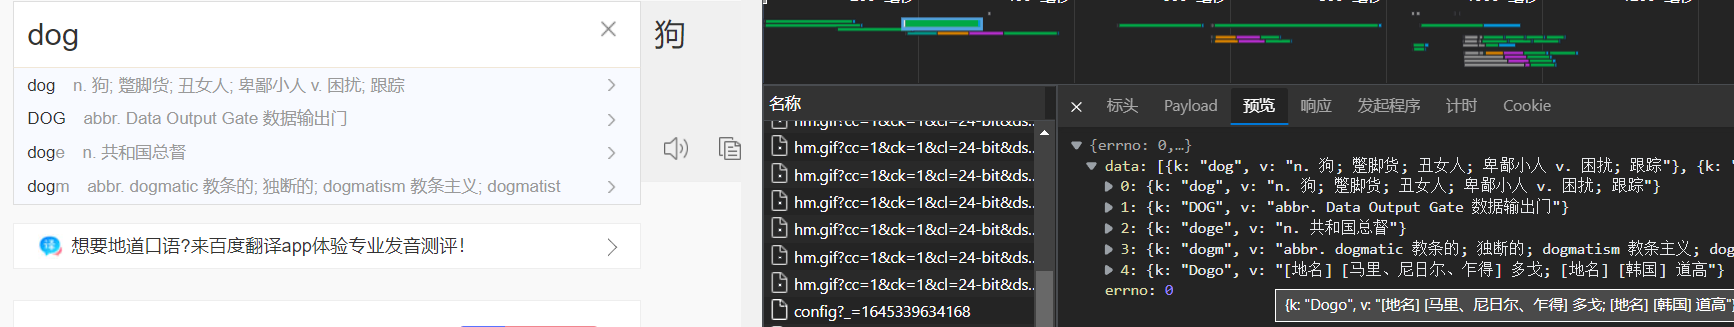 dog
狗
dog n. 狗; 蹩脚货; 丑女人; 卑鄙小人 v. 困扰; 跟踪
DOG abbr. Data Output Gate 数据输出门
doge n. 共和国总督
dogm abbr. dogmatic 教条的; 独断的; dogmatism 教条主义; dogmatist
译 想要地道口语?来百度翻译app体验专业发音测评!
名称
hm.gif?cc=1&ck=1&cl=24-bit&ds...
hm.gif?cc=1&ck=1&cl=24-bit&ds...
hm.gif?cc=1&ck=1&cl=24-bit&ds...
hm.gif?cc=1&ck=1&cl=24-bit&ds...
hm.gif?cc=1&ck=1&cl=24-bit&ds...
hm.gif?cc=1&ck=1&cl=24-bit&ds...
hm.gif?cc=1&ck=1&cl=24-bit&ds...
config?_=1645339634168
标头 Payload 预览 响应 发起程序 计时 Cookie
{errno: 0,…}
data: [{k: "dog", v: "n. 狗; 蹩脚货; 丑女人; 卑鄙小人 v. 困扰; 跟踪"}, {k: "
0: {k: "dog", v: "n. 狗; 蹩脚货; 丑女人; 卑鄙小人 v. 困扰; 跟踪"}
1: {k: "DOG", v: "abbr. Data Output Gate 数据输出门"}
2: {k: "doge", v: "n. 共和国总督"}
3: {k: "dogm", v: "abbr. dogmatic 教条的; 独断的; dogmatism 教条主义; dog
4: {k: "Dogo", v: "[地名] [马里、尼日尔、乍得] 多戈; [地名] [韩国] 道高"}
errno: 0
{k: "Dogo", v: "[地名] [马里、尼日尔、乍得] 多戈; [地名] [韩国] 道高"}